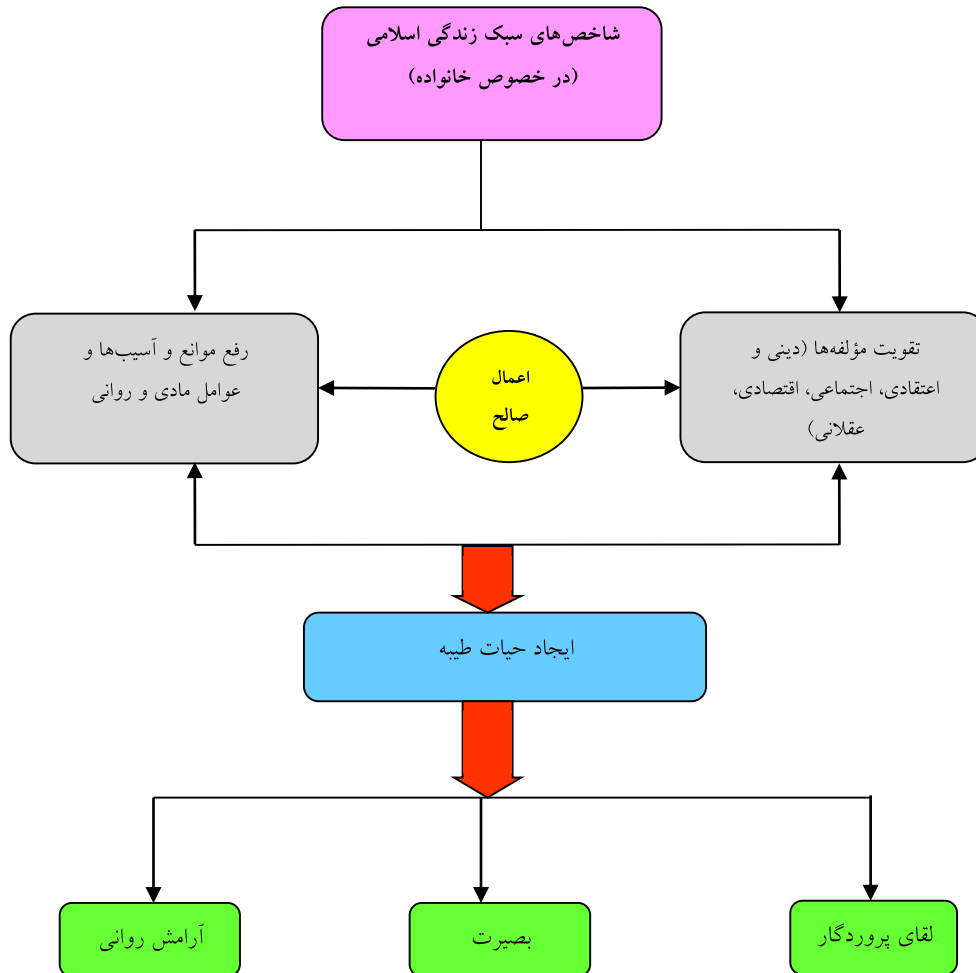 شاخص‌های سبک زندگی اسلامی
(در خصوص خانواده)
تقویت مؤلفه‌ها (دینی و
اعتقادی، اجتماعی، اقتصادی،
عقلانی)
اعمال
صالح
رفع موانع و آسیب‌ها و
عوامل مادی و روانی
ایجاد حیات طیبه
لقای پروردگار
بصیرت
آرامش روانی